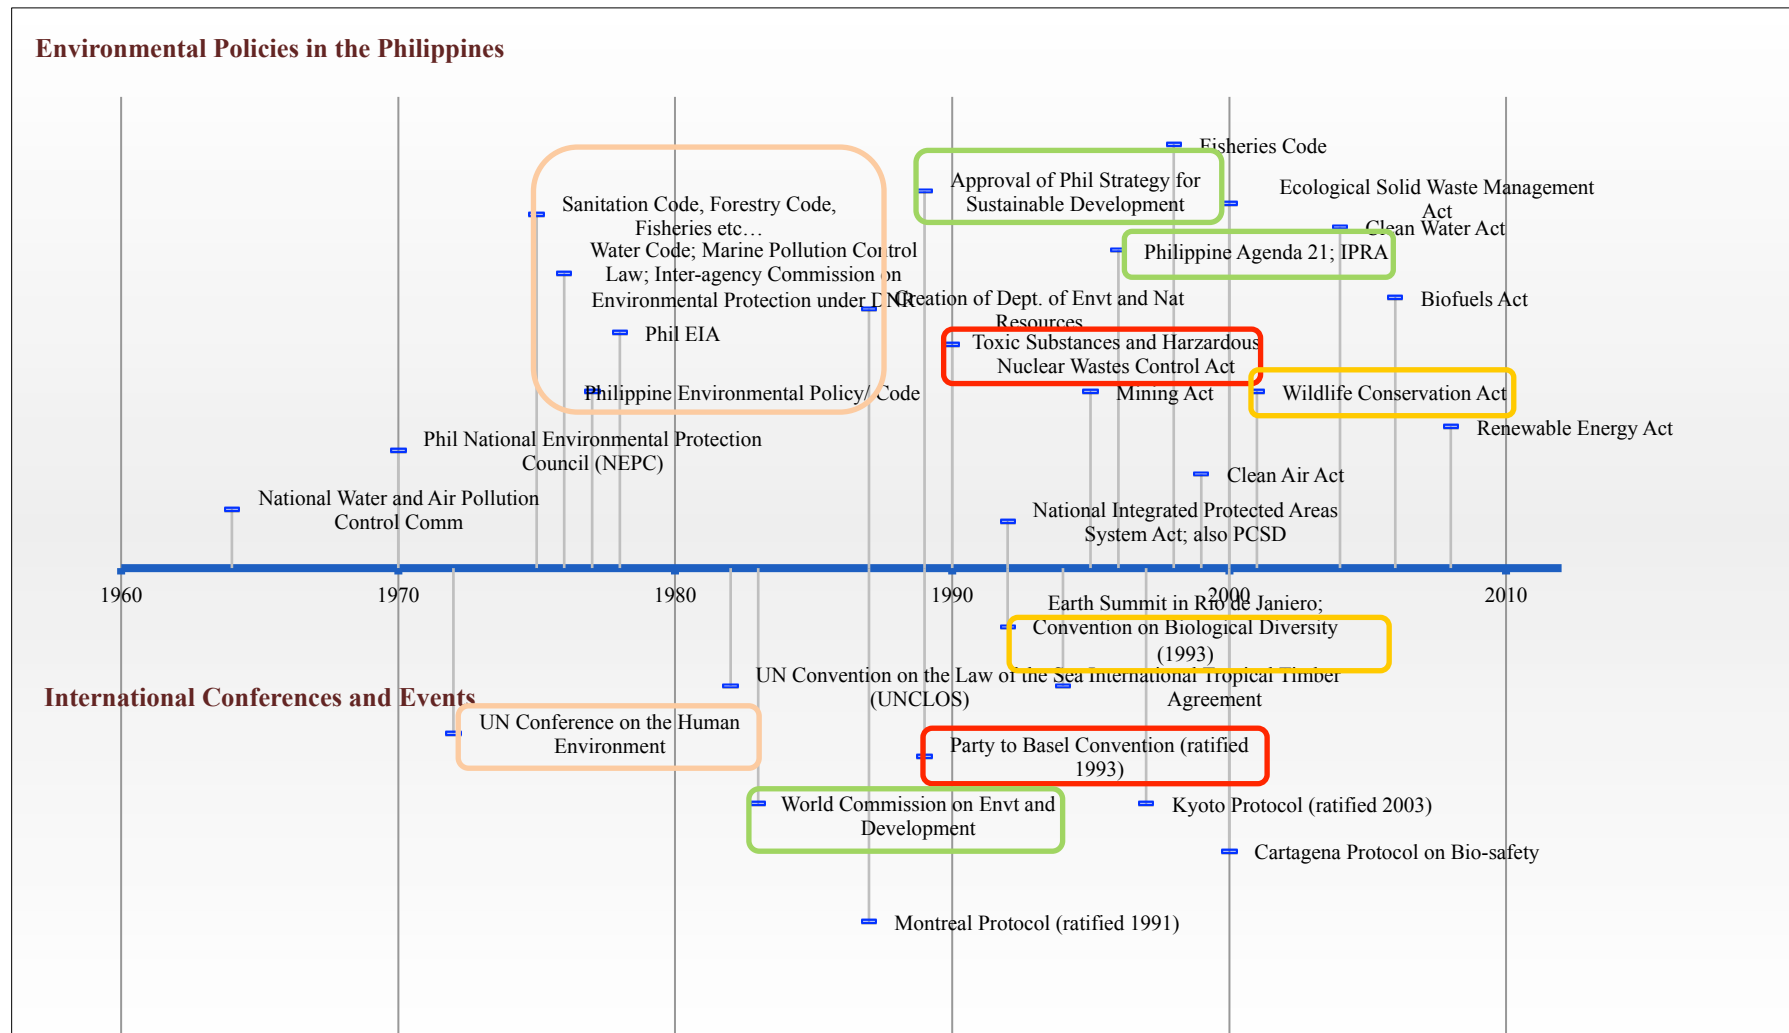 Environmental Policies in the Philippines
Fisheries Code
Approval of Phil Strategy for
Sustainable Development
Ecological Solid Waste Management
Act
Sanitation Code, Forestry Code,
Fisheries etc…
Clean Water Act
Water Code; Marine Pollution Control
Law; Inter-agency Commission on
Environmental Protection under DNR
Philippine Agenda 21; IPRA
Creation of Dept. of Envt and Nat
Resources
Biofuels Act
Phil EIA
Toxic Substances and Harzardous
Nuclear Wastes Control Act
Philippine Environmental Policy/ Code
Mining Act
Wildlife Conservation Act
Phil National Environmental Protection
Council (NEPC)
Renewable Energy Act
Clean Air Act
National Water and Air Pollution
Control Comm
National Integrated Protected Areas
System Act; also PCSD
1960 1970 1980 1990 2000 2010
Earth Summit in Rio de Janiero;
Convention on Biological Diversity
(1993)
UN Convention on the Law of the Sea
(UNCLOS)
International Tropical Timber
Agreement
International Conferences and Events
UN Conference on the Human
Environment
Party to Basel Convention (ratified
1993)
World Commission on Envt and
Development
Kyoto Protocol (ratified 2003)
Cartagena Protocol on Bio-safety
Montreal Protocol (ratified 1991)